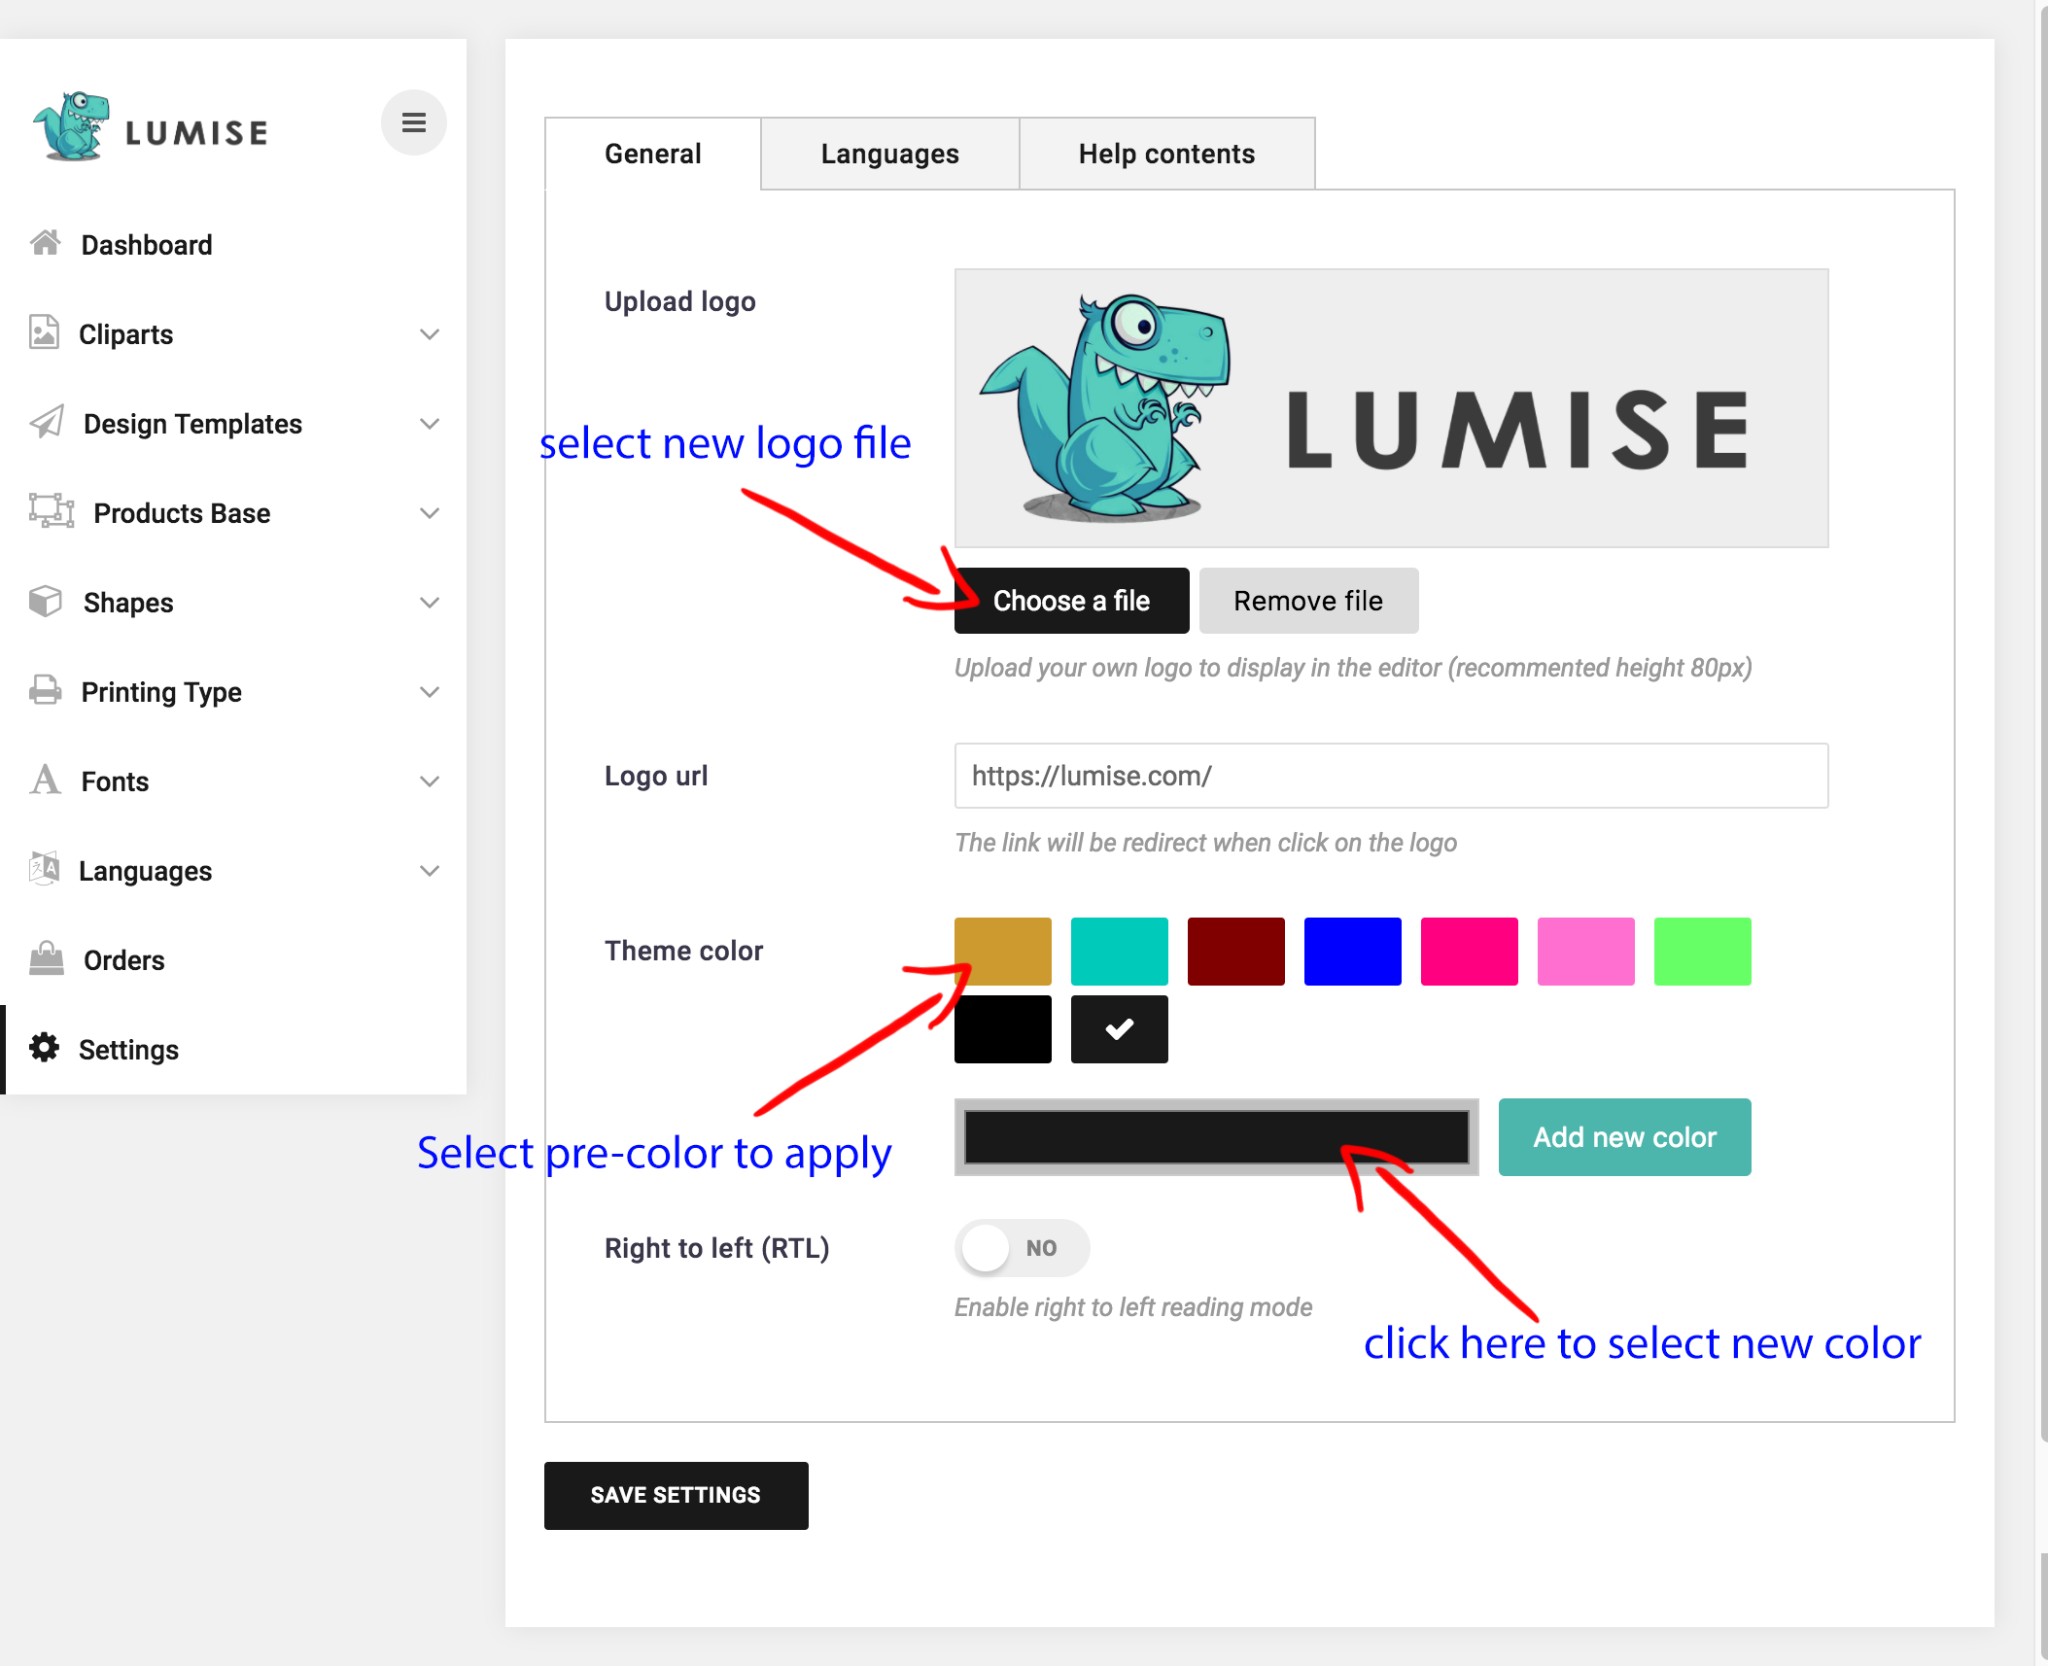 LUMISE
Dashboard
Cliparts
Design Templates
Products Base
Shapes
Printing Type
Fonts
Languages
Orders
Settings
General
Languages
Help contents
Upload logo
LUMISE
select new logo file
Choose a file
Remove file
Upload your own logo to display in the editor (recommented height 80px)
Logo url
https://lumise.com/
The link will be redirect when click on the logo
Theme color
Select pre-color to apply
Add new color
Right to left (RTL)
NO
Enable right to left reading mode
click here to select new color
SAVE SETTINGS